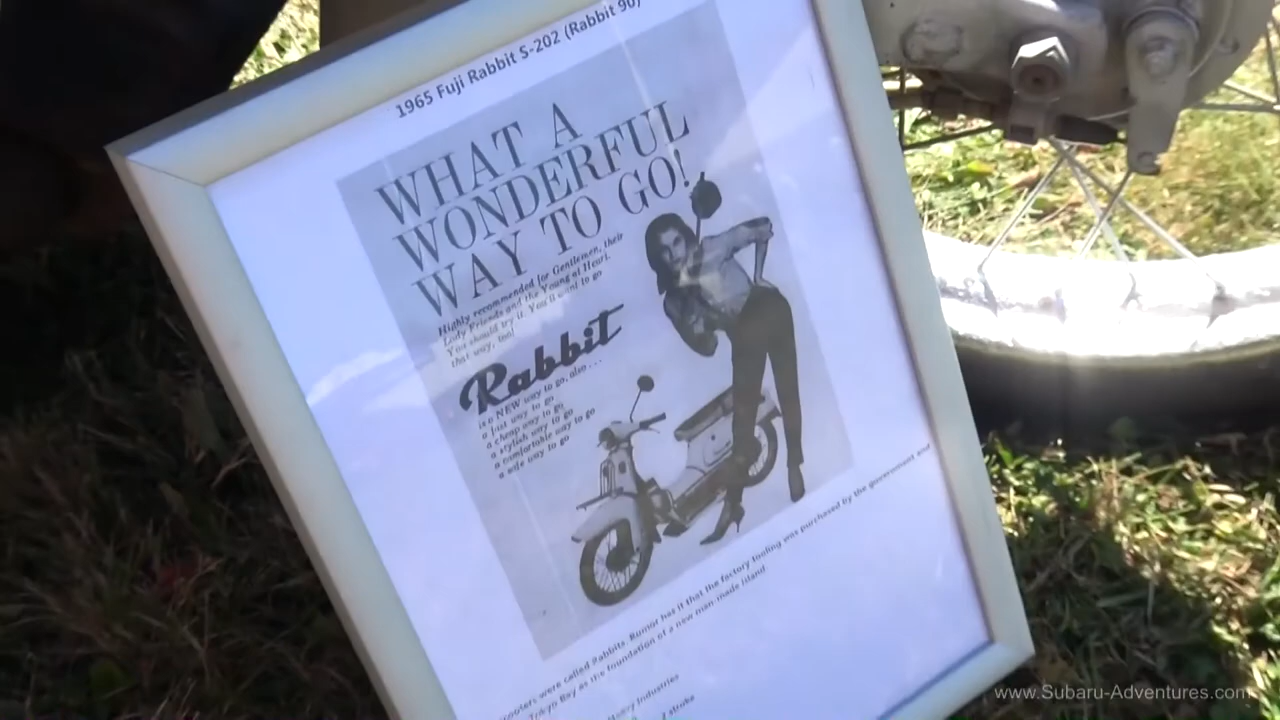 1965 Fuji Rabbit S-202 (Rabbit 90)
WHAT A
WONDERFUL
WAY TO GO!
Highly recommended for Gentlemen, their
Lady Friends and the Young at Heart.
You should try it. You'll want to go
that way, too!
Rabbit
is a NEW way to go, also . . .
a fast way to go
a cheap way to go
a stylish way to go
a comfortable way to go
a safe way to go
scooters were called Rabbits. Rumor has it that the factory tooling was purchased by the government and
Tokyo Bay as the foundation of a new man-made island.
Heavy Industries
2 stroke
www.Subaru-Adventures.com